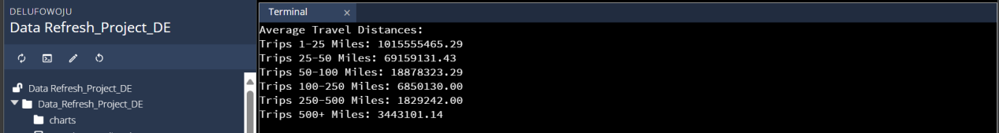 DELUFOWOJU
Data Refresh_Project_DE
Data Refresh_Project_DE
Data_Refresh_Project_DE
charts
Terminal ×
Average Travel Distances:
Trips 1-25 Miles: 1015555465.29
Trips 25-50 Miles: 69159131.43
Trips 50-100 Miles: 18878323.29
Trips 100-250 Miles: 6850130.00
Trips 250-500 Miles: 1829242.00
Trips 500+ Miles: 3443101.14